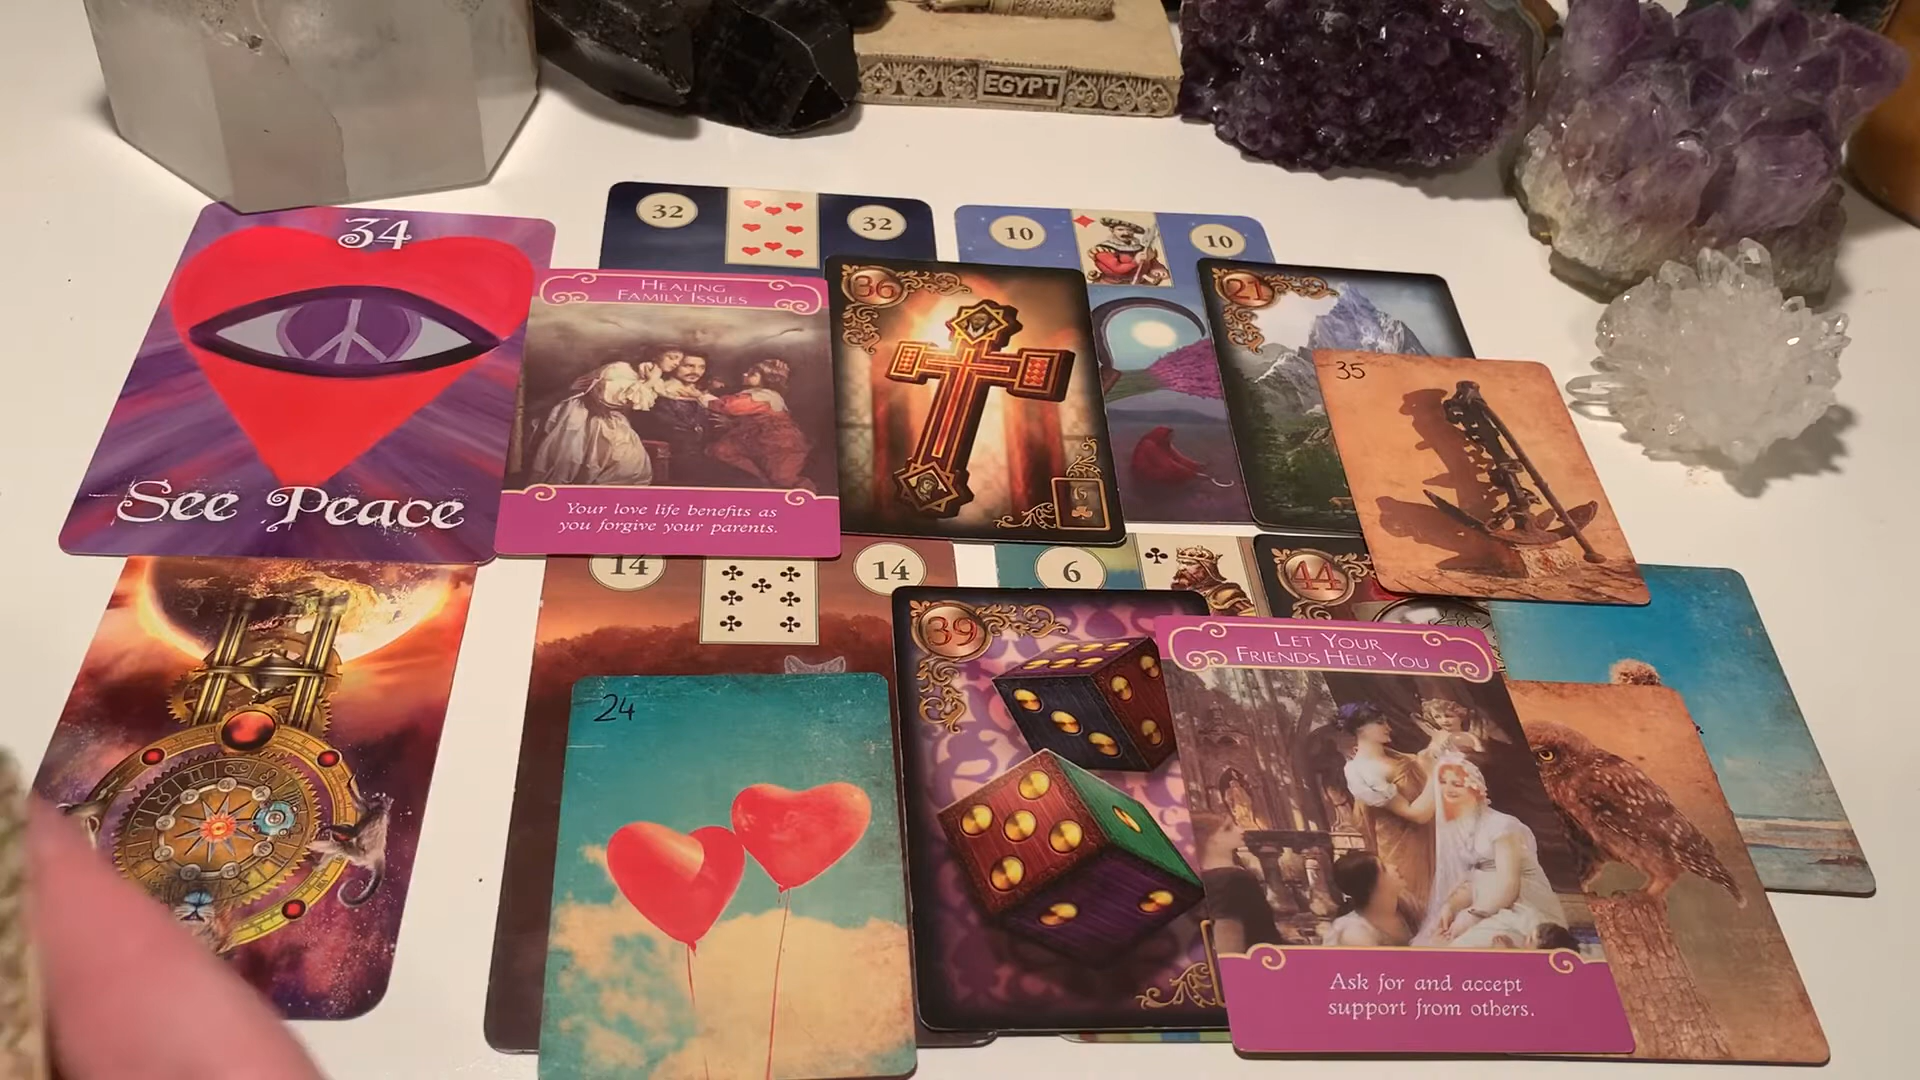 EGYPT
34
See Peace
32
32
10
10
HEALING
FAMILY ISSUES
Your love life benefits as
you forgive your parents.
36
6
21
35
14
14
6
44
24
39
LET YOUR
FRIENDS HELP YOU
Ask for and accept
support from others.